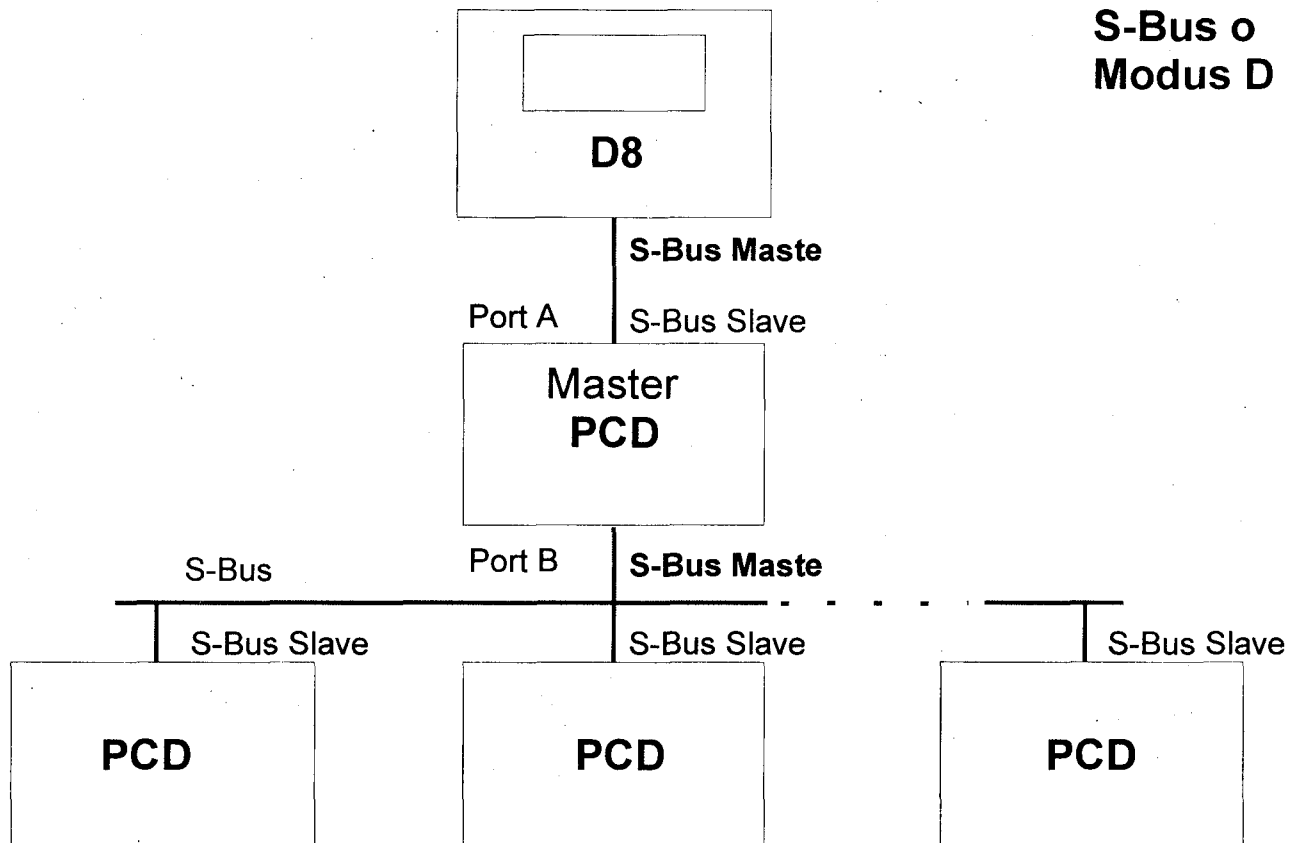 S-Bus o
Modus D
D8
S-Bus Maste
Port A
S-Bus Slave
Master
PCD
Port B
S-Bus Maste
S-Bus
S-Bus Slave
S-Bus Slave
S-Bus Slave
PCD
PCD
PCD